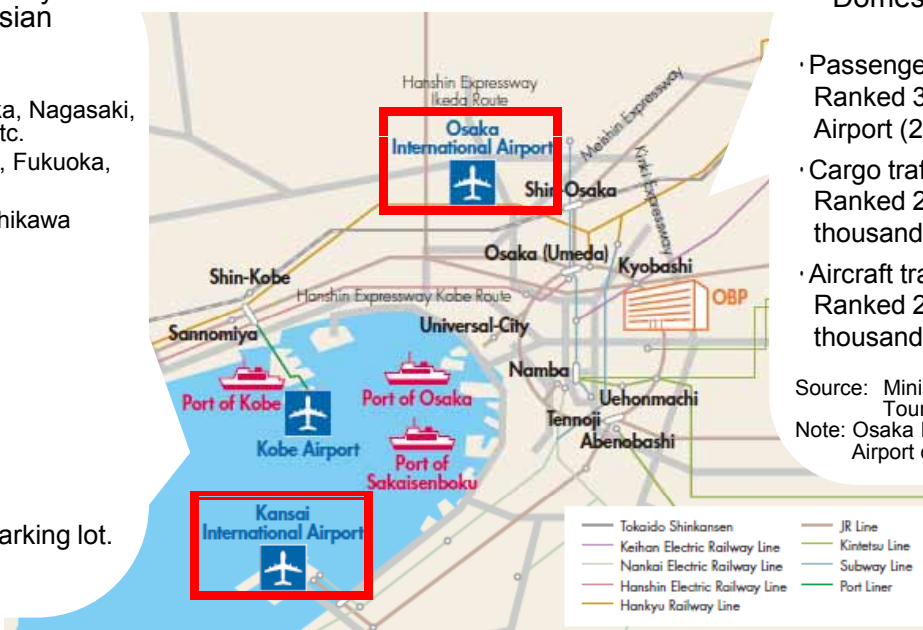 sian
ka, Nagasaki,
tc.
, Fukuoka,
hikawa
arking lot.
Hanshin Expressway
Ikeda Route
Osaka
International Airport
Meishin Expressway
Kinki Expressway
Shin-Osaka
Osaka (Umeda)
Kyobashi
OBP
Shin-Kobe
Hanshin Expressway Kobe Route
Sannomiya
Universal-City
Namba
Uehonmachi
Tennoji
Abenobashi
Port of Kobe
Port of Osaka
Kobe Airport
Port of
Sakaisenboku
Kansai
International Airport
Tokaido Shinkansen
Keihan Electric Railway Line
Nankai Electric Railway Line
Hanshin Electric Railway Line
Hankyu Railway Line
JR Line
Kintetsu Line
Subway Line
Port Liner
Domes
·Passenge
Ranked 3
Airport (2
·Cargo traf
Ranked 2
thousand
·Aircraft tra
Ranked 2
thousand
Source: Mini
Tour
Note: Osaka I
Airport